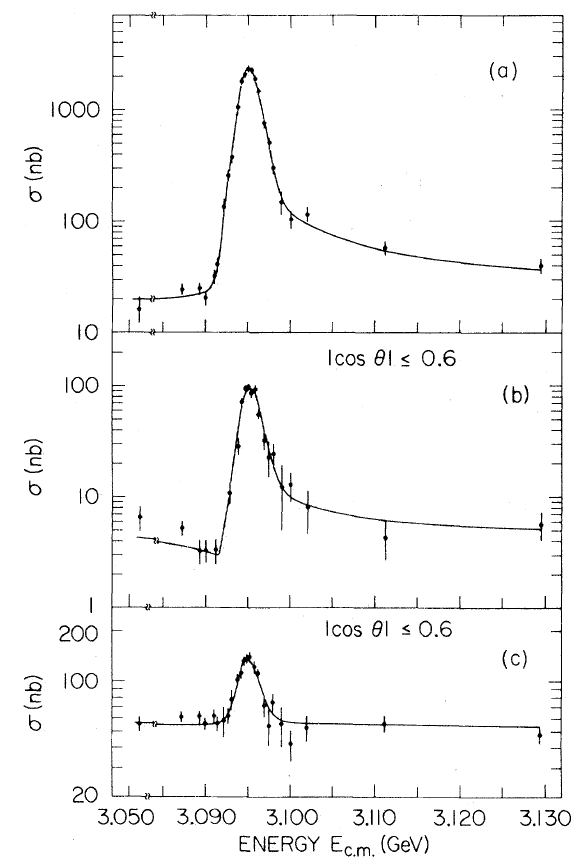 (a)
1000
σ (nb)
100
10
|cos θ| ≤ 0.6
(b)
100
σ (nb)
10
1
|cos θ| ≤ 0.6
200
(c)
σ (nb)
100
20
3.050 3.090 3.100 3.110 3.120 3.130
ENERGY E c.m. (GeV)